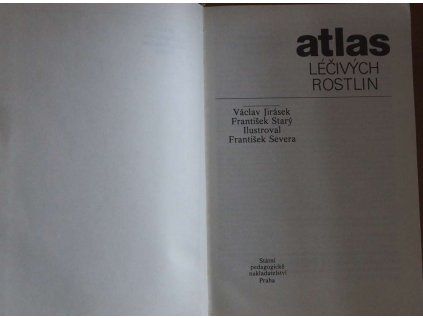 atlas
LÉČIVÝCH
ROSTLIN
Václav Jirásek
František Starý
Ilustroval
František Severa
Státní
pedagogické
nakladatelství
Praha